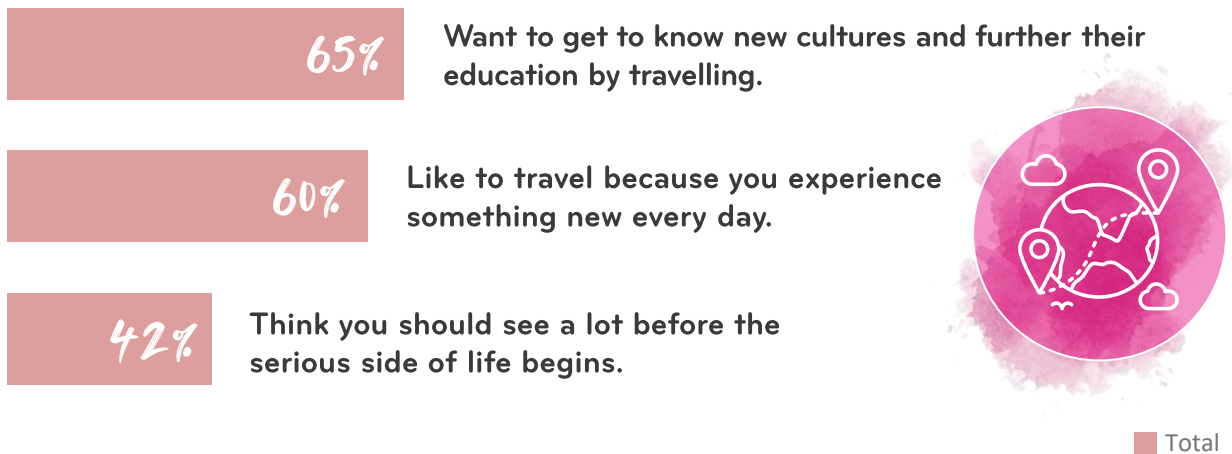 65%
Want to get to know new cultures and further their
education by travelling.
60%
Like to travel because you experience
something new every day.
42%
Think you should see a lot before the
serious side of life begins.
Total